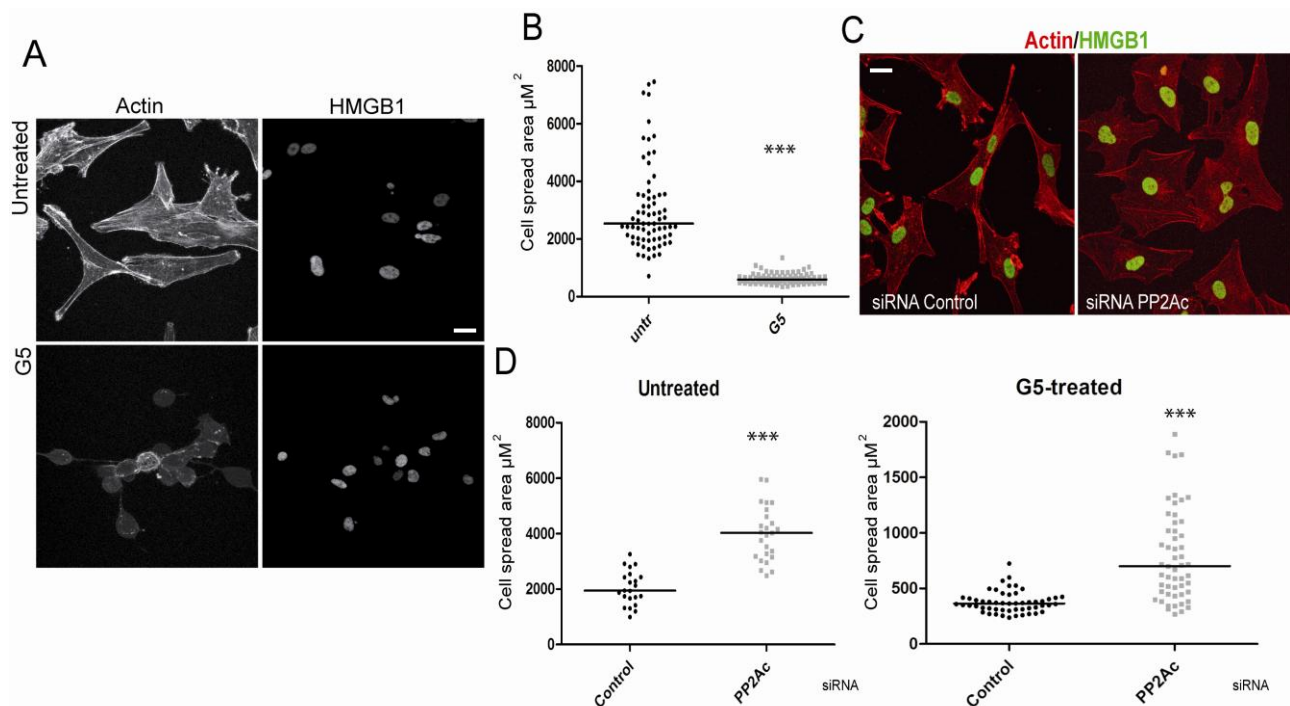 A
Actin
HMGB1
Untreated
G5
B
Cell spread area µM²
8000
6000
4000
2000
0
***
untr
G5
C
Actin/HMGB1
siRNA Control
siRNA PP2Ac
D
Untreated
Cell spread area µM²
8000
6000
4000
2000
0
***
Control
PP2Ac
siRNA
G5-treated
Cell spread area µM²
2000
1500
1000
500
0
***
Control
PP2Ac
siRNA